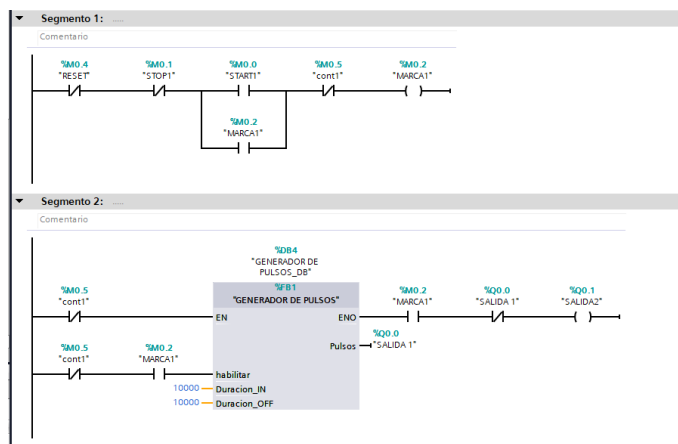 Segmento 1: .....
Comentario
%M0.4 %M0.1 %M0.0 %M0.5 %M0.2
"RESET" "STOP1" "START1" "cont1" "MARCA1"
%M0.2
"MARCA1"
Segmento 2: .....
Comentario
%DB4
"GENERADOR DE
PULSOS_DB"
%M0.5 %FB1 %M0.2 %Q0.0 %Q0.1
"cont1" "GENERADOR DE PULSOS" "MARCA1" "SALIDA 1" "SALIDA2"
EN ENO
%Q0.0
%M0.5 %M0.2 Pulsos "SALIDA 1"
"cont1" "MARCA1"
habilitar
10000 Duracion_IN
10000 Duracion_OFF